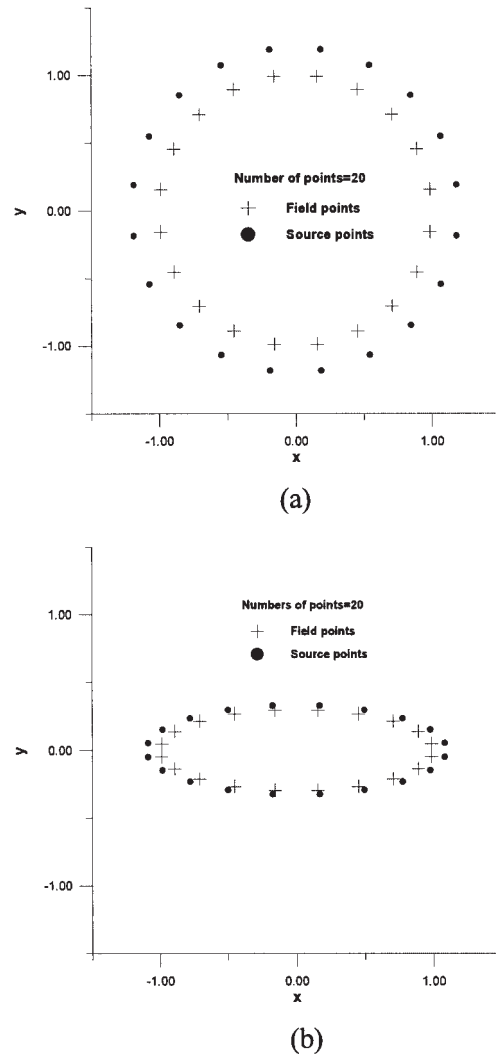 1.00
Number of points=20
Field points
0.00
Source points
y
-1.00
-1.00
0.00
1.00
x
(a)
Numbers of points=20
1.00
Field points
Source points
y
0.00
-1.00
-1.00
0.00
1.00
x
(b)